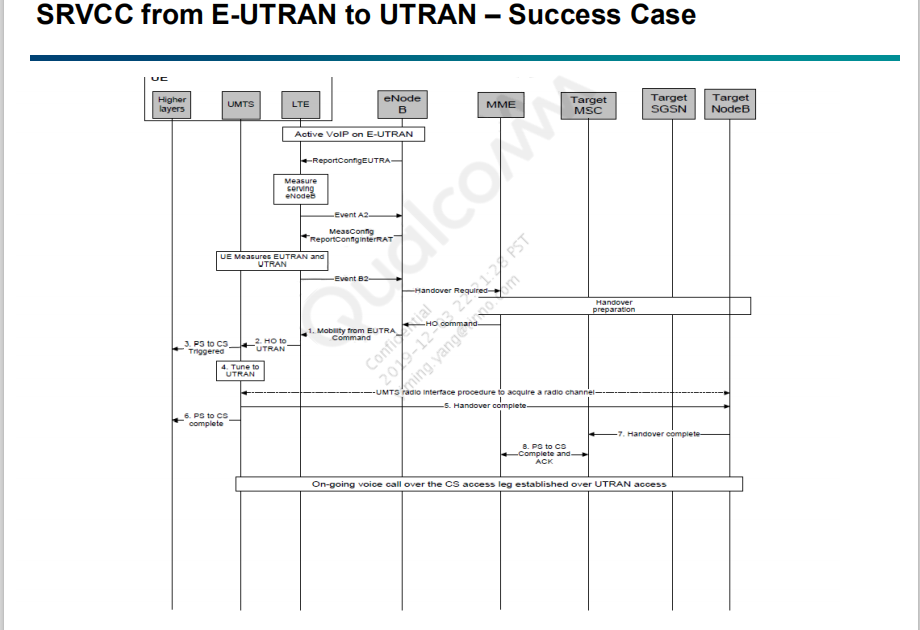 SRVCC from E-UTRAN to UTRAN – Success Case
UE
Higher
layers
UMTS
LTE
eNode
B
MME
Target
MSC
Target
SGSN
Target
NodeB
Active VoIP on E-UTRAN
ReportConfigEUTRA
Measure
serving
eNodeB
Event A2
MeasConfig
ReportConfigInterRAT
UE Measures EUTRAN and
UTRAN
Event B2
Handover Required
Handover
preparation
HO command
1. Mobility from EUTRA
Command
2. HO to
UTRAN
3. PS to CS
Triggered
4. Tune to
UTRAN
UMTS radio interface procedure to acquire a radio channel
5. Handover complete
6. PS to CS
complete
7. Handover complete
8. PS to CS
Complete and
ACK
On-going voice call over the CS access leg established over UTRAN access
Qualcomm
Confidential